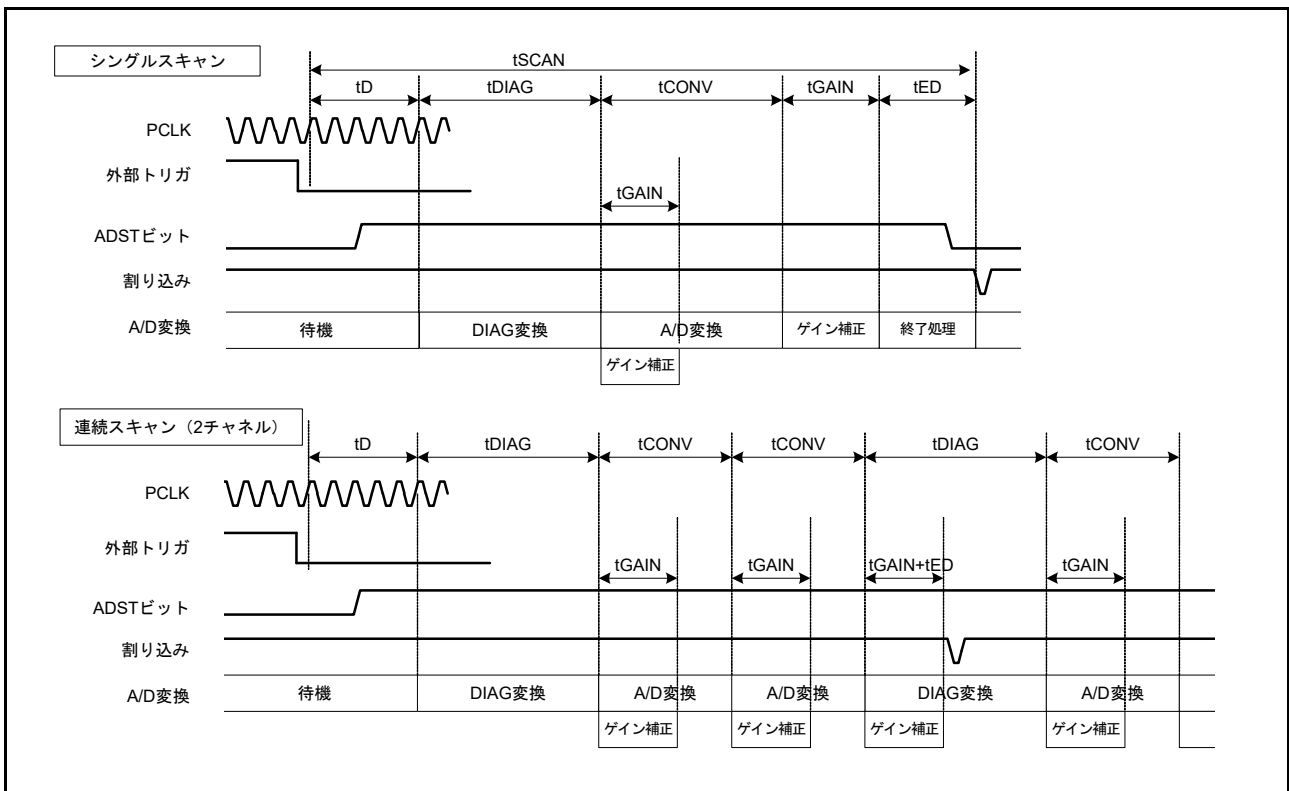 シングルスキャン
tSCAN
tD tDIAG tCONV tGAIN tED
PCLK
外部トリガ
tGAIN
ADSTビット
割り込み
A/D変換 待機 DIAG変換 A/D変換 ゲイン補正 終了処理
ゲイン補正
連続スキャン（2チャネル）
tD tDIAG tCONV tCONV tDIAG tCONV
PCLK
外部トリガ
tGAIN tGAIN tGAIN+tED tGAIN
ADSTビット
割り込み
A/D変換 待機 DIAG変換 A/D変換 A/D変換 DIAG変換 A/D変換
ゲイン補正 ゲイン補正 ゲイン補正 ゲイン補正